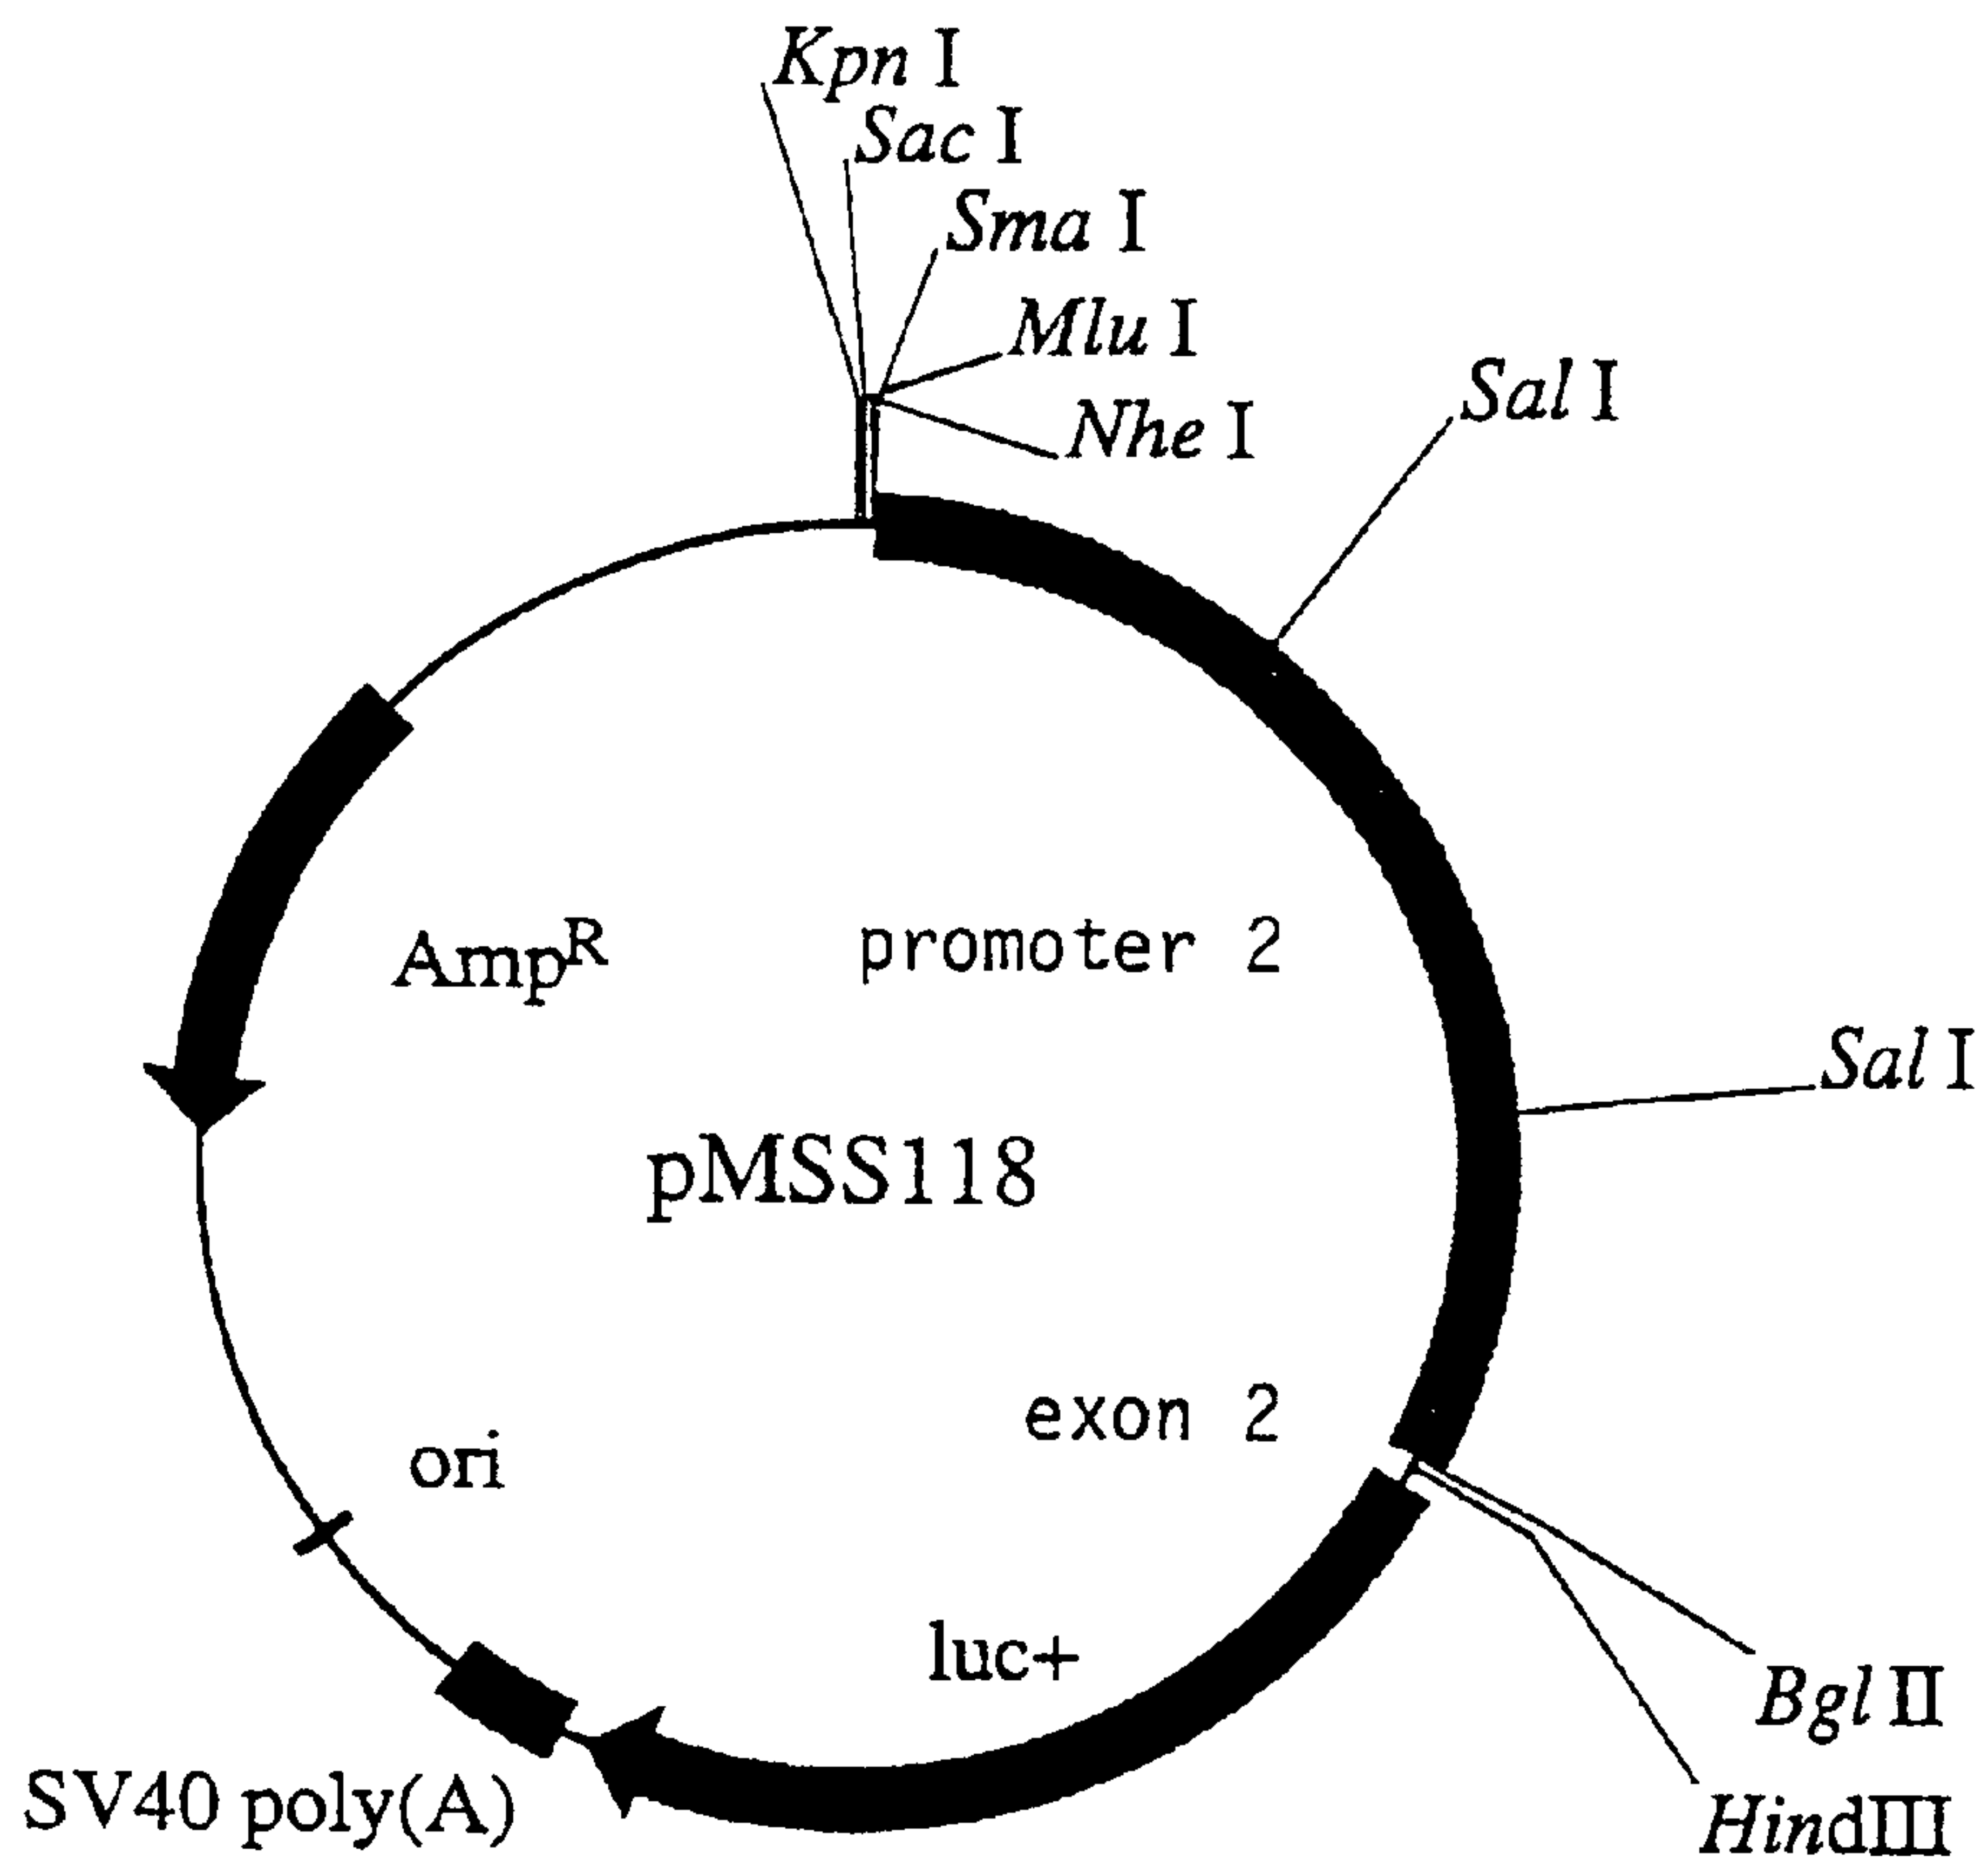 Kpn I
Sac I
Sma I
Mlu I
Nhe I
Sal I
AmpR
promoter 2
Sal I
pMSS118
exon 2
ori
luc+
Bgl II
SV40 poly(A)
HindIII